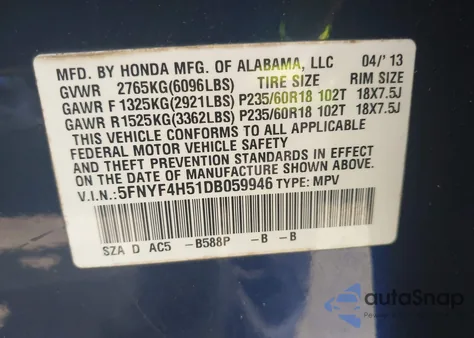 MFD. BY HONDA MFG. OF ALABAMA, LLC 04/'13
GVWR 2765KG(6096LBS) TIRE SIZE RIM SIZE
GAWR F 1325KG(2921LBS) P235/60R18 102T 18X7.5J
GAWR R 1525KG(3362LBS) P235/60R18 102T 18X7.5J
THIS VEHICLE CONFORMS TO ALL APPLICABLE
FEDERAL MOTOR VEHICLE SAFETY
AND THEFT PREVENTION STANDARDS IN EFFECT
ON THE DATE OF MANUFACTURE SHOWN ABOVE.
V.I.N.: 5FNYF4H51DB059946 TYPE: MPV
SZA D AC5 -B588P -B -B
autoSnap